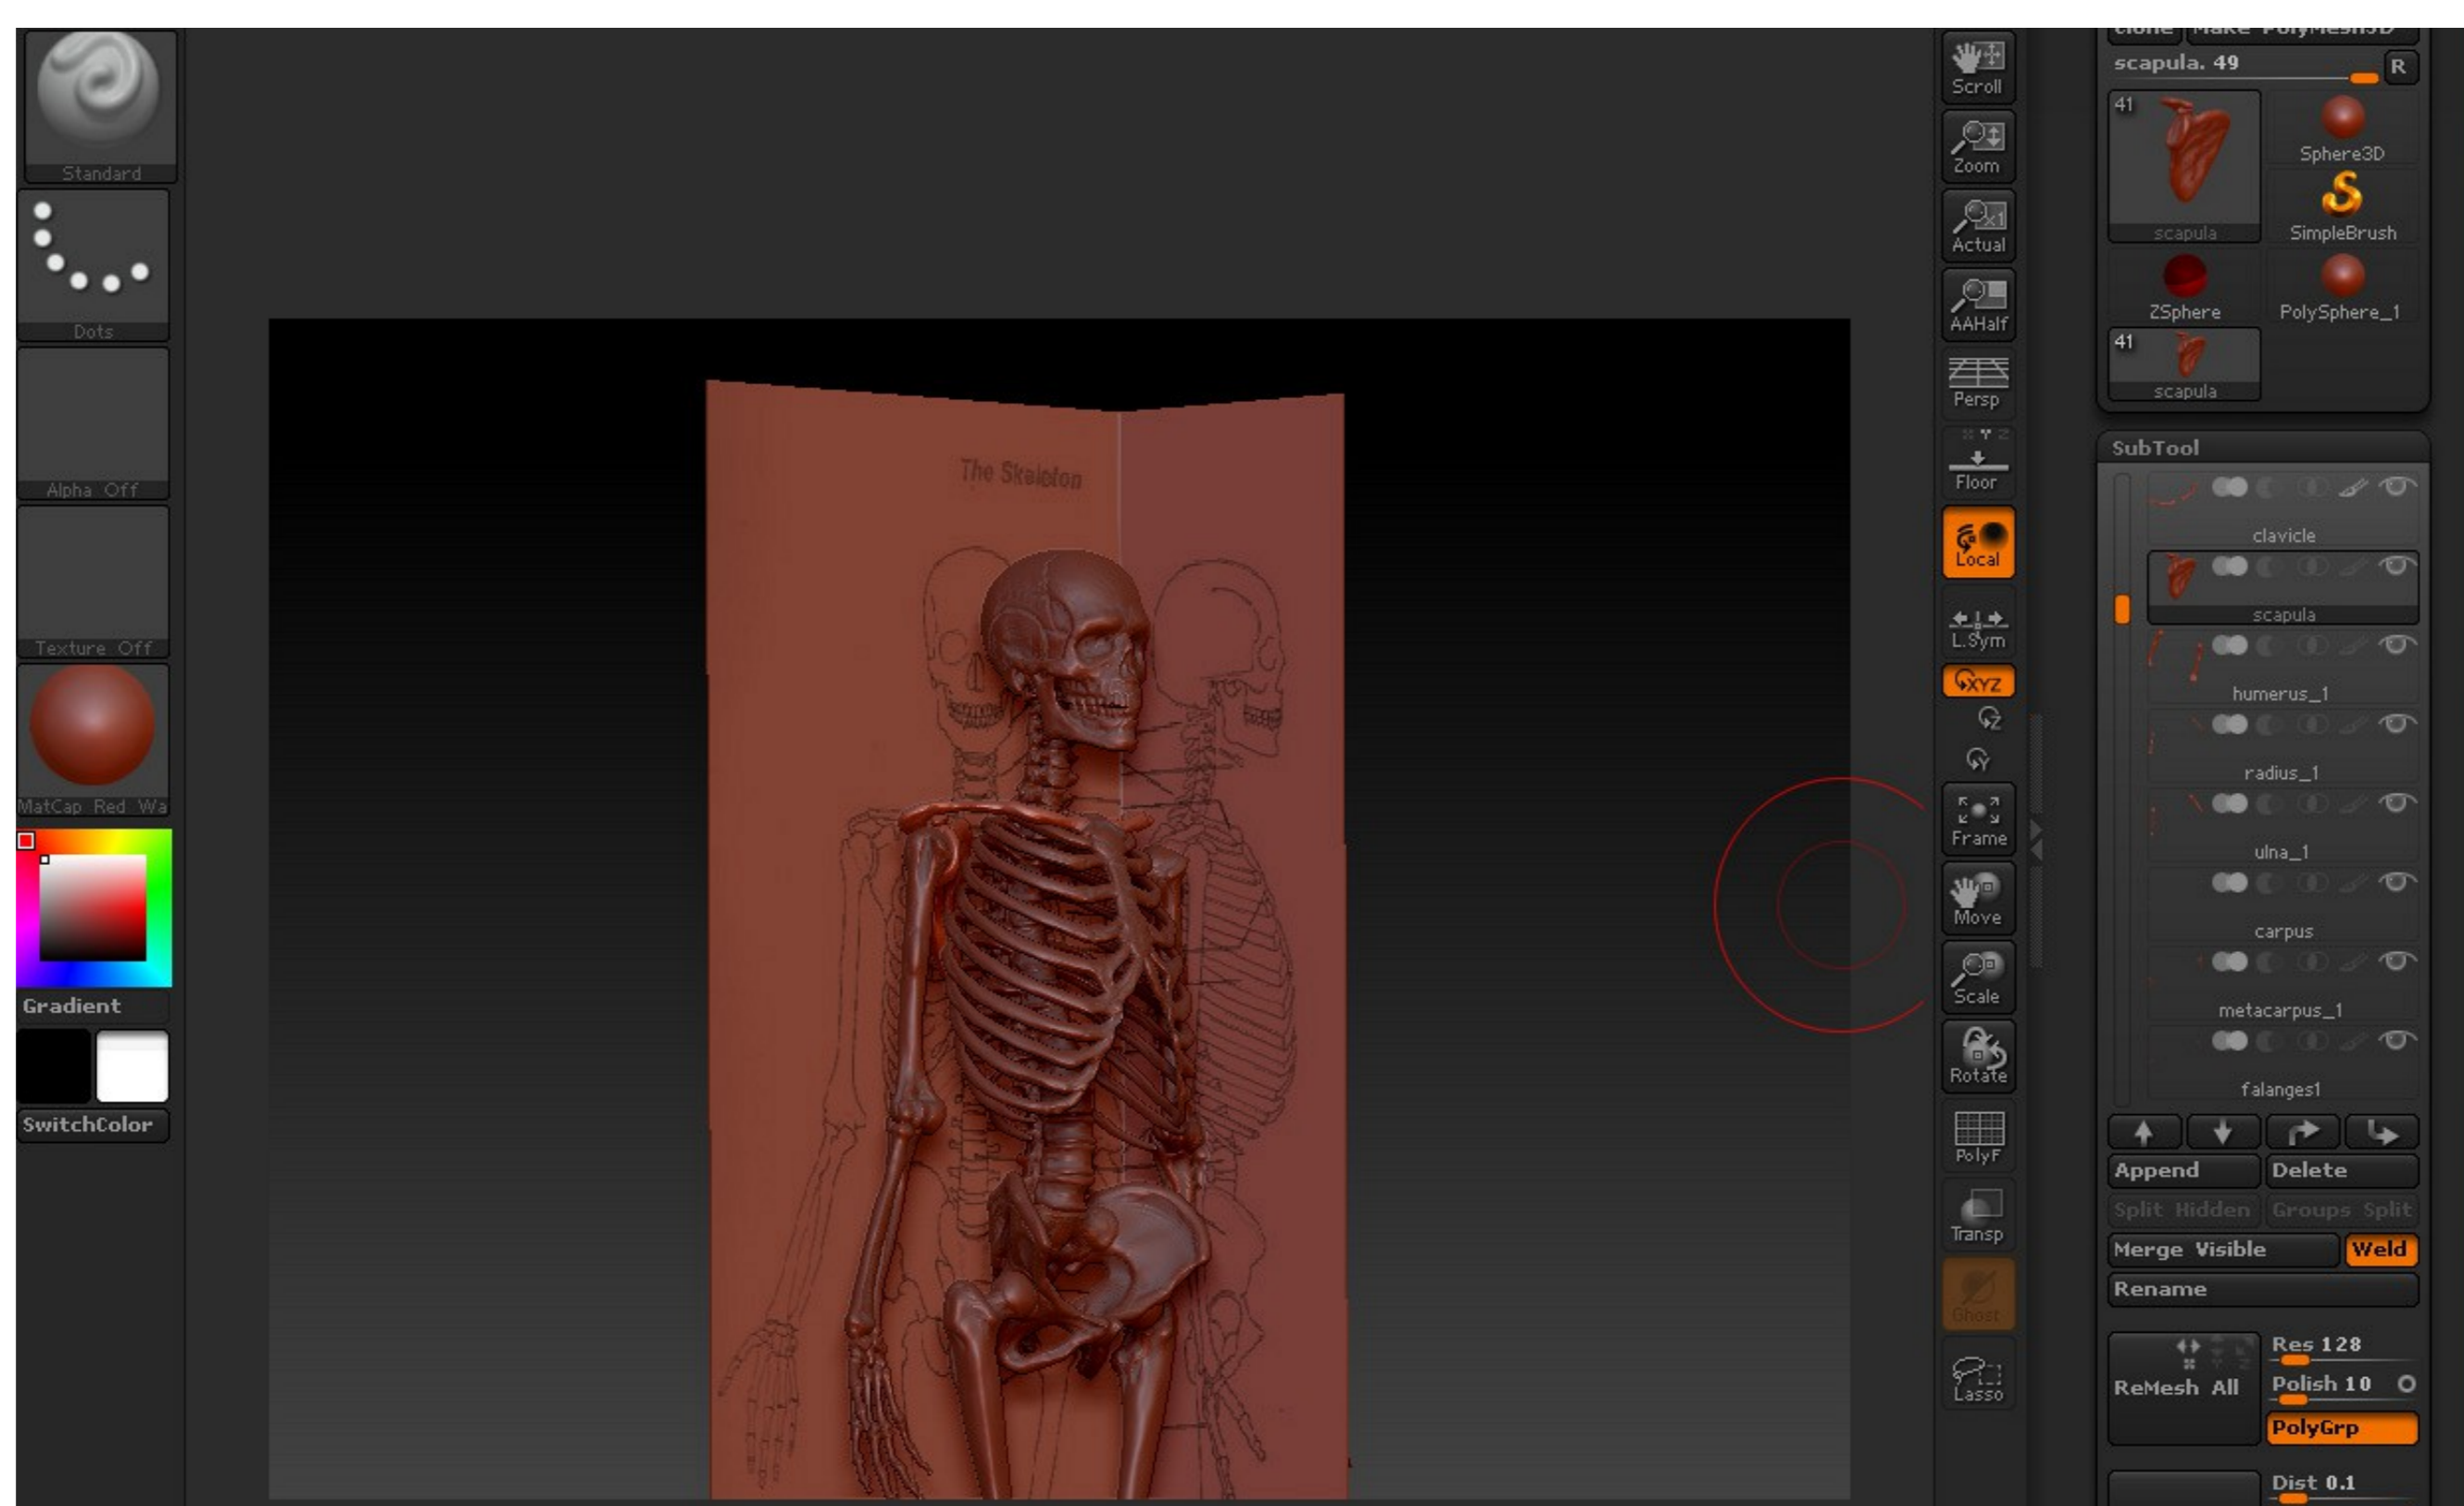 Standard
Dots
Alpha Off
Texture Off
MatCap Red Wa
Gradient
SwitchColor
The Skeleton
Scroll
Zoom
Actual
AAHalf
Persp
Floor
Local
L.Sym
XYZ
Z
Y
Frame
Move
Scale
Rotate
PolyF
Transp
Ghost
Lasso
clone Make PolyMesh3D
scapula. 49 R
41
scapula
Sphere3D
SimpleBrush
ZSphere
PolySphere_1
41
scapula
SubTool
clavicle
scapula
humerus_1
radius_1
ulna_1
carpus
metacarpus_1
falanges1
Append Delete
Split Hidden Groups Split
Merge Visible Weld
Rename
ReMesh All
Res 128
Polish 10
PolyGrp
Dist 0.1